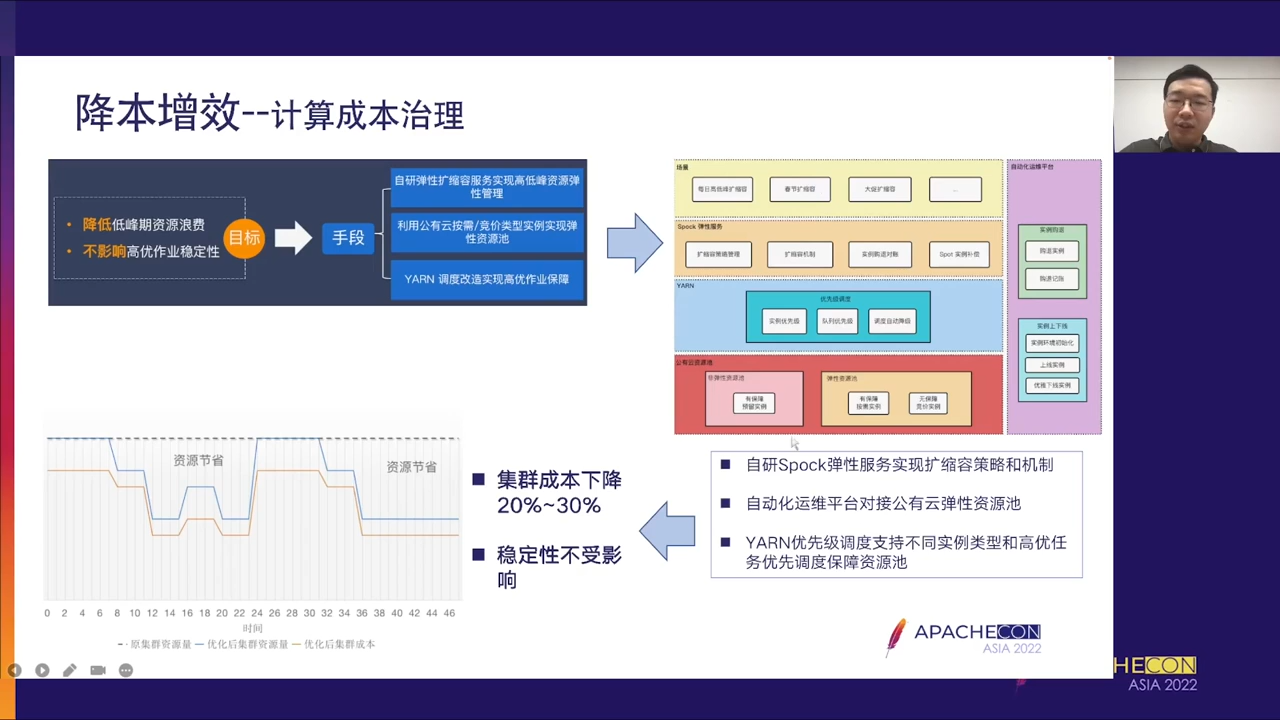 降本增效--计算成本治理
降低低峰期资源浪费
不影响高优作业稳定性
目标
手段
自研弹性扩缩容服务实现高低峰资源弹
性管理
利用公有云按需/竞价类型实例实现弹
性资源池
YARN 调度改造实现高优作业保障
场景
每日高低峰扩缩容
春节扩缩容
大促扩缩容
...
Spock 弹性服务
扩缩容策略管理
扩缩容机制
实例购退对账
Spot 实例补偿
YARN
优先级调度
实例优先级
队列优先级
调度自动降级
公有云资源池
非弹性资源池
有保障
预留实例
弹性资源池
有保障
按需实例
无保障
竞价实例
自动化运维平台
实例购退
购退实例
购退记账
实例上下线
实例环境初始化
上线实例
优雅下线实例
资源节省
资源节省
0 2 4 6 8 10 12 14 16 18 20 22 24 26 28 30 32 34 36 38 40 42 44 46
时间
原集群资源量 优化后集群资源量 优化后集群成本
集群成本下降
20%~30%
稳定性不受影
响
自研Spock弹性服务实现扩缩容策略和机制
自动化运维平台对接公有云弹性资源池
YARN优先级调度支持不同实例类型和高优任
务优先调度保障资源池
APACHECON
ASIA 2022
HECON
ASIA 2022